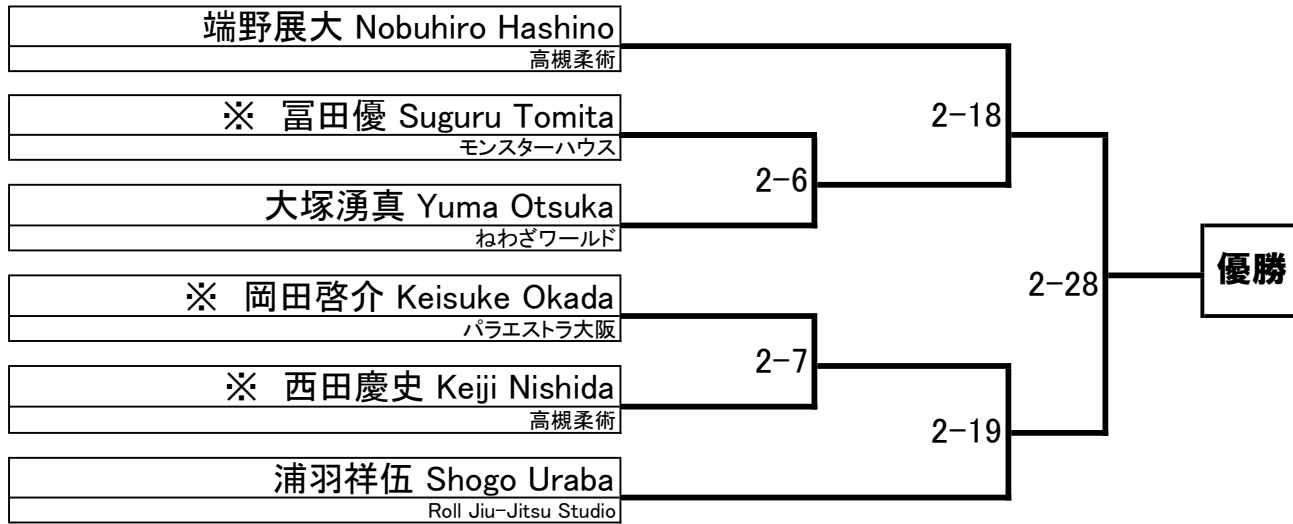 端野展大 Nobuhiro Hashino
高槻柔術
※ 冨田優 Suguru Tomita
モンスターハウス
2-18
2-6
大塚湧真 Yuma Otsuka
ねわざワールド
優勝
2-28
※ 岡田啓介 Keisuke Okada
パラエストラ大阪
2-7
※ 西田慶史 Keiji Nishida
高槻柔術
2-19
浦羽祥伍 Shogo Uraba
Roll Jiu-Jitsu Studio